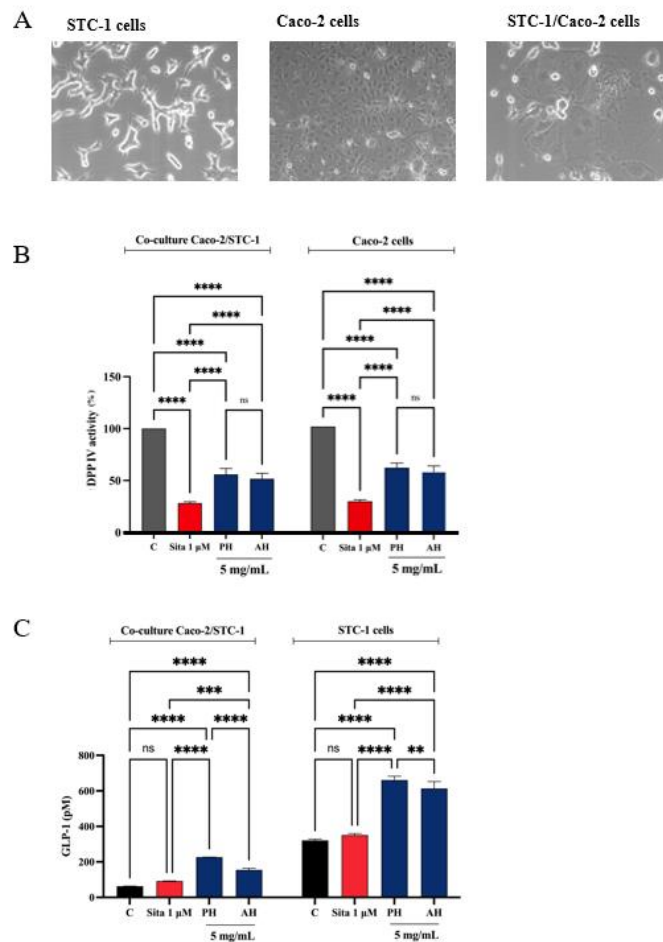 A
STC-1 cells
Caco-2 cells
STC-1/Caco-2 cells
B
Co-culture Caco-2/STC-1
Caco-2 cells
****
****
****
****
****
ns
****
****
****
****
****
ns
DPP IV activity (%)
150
100
50
0
C
Sita 1 µM
PH
AH
5 mg/mL
C
Sita 1 µM
PH
AH
5 mg/mL
C
Co-culture Caco-2/STC-1
STC-1 cells
****
***
****
****
ns
****
****
****
****
ns
****
**
GLP-1 (pM)
800
600
400
200
0
C
Sita 1 µM
PH
AH
5 mg/mL
C
Sita 1 µM
PH
AH
5 mg/mL